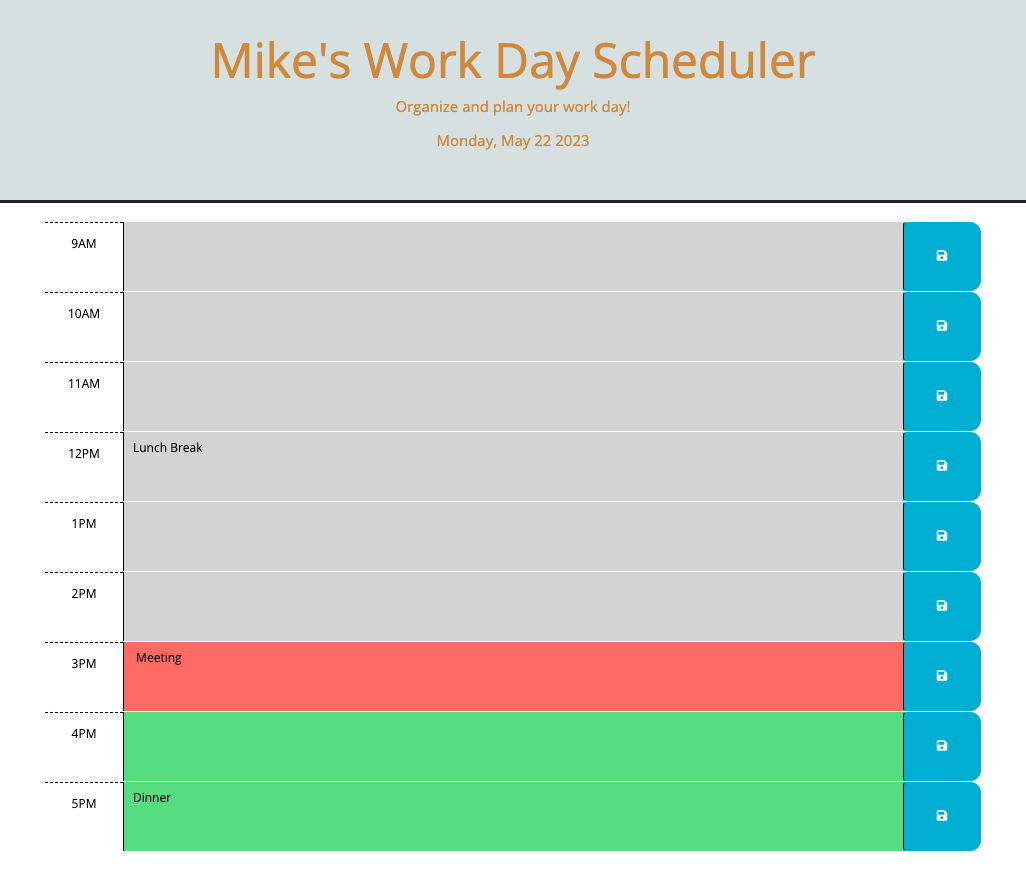 Mike's Work Day Scheduler
Organize and plan your work day!
Monday, May 22 2023
9AM
10AM
11AM
12PM Lunch Break
1PM
2PM
3PM Meeting
4PM
5PM Dinner